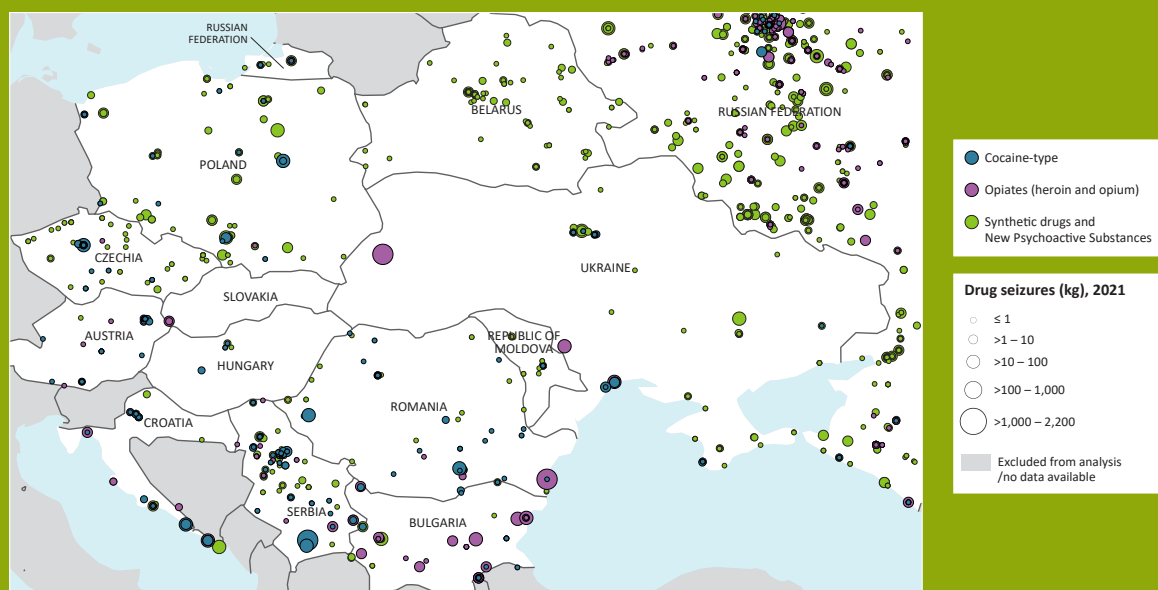 RUSSIAN
FEDERATION
BELARUS
RUSSIAN FEDERATION
POLAND
CZECHIA
UKRAINE
SLOVAKIA
AUSTRIA
REPUBLIC OF
MOLDOVA
HUNGARY
ROMANIA
CROATIA
SERBIA
BULGARIA
Cocaine-type
Opiates (heroin and opium)
Synthetic drugs and
New Psychoactive Substances
Drug seizures (kg), 2021
≤ 1
>1 – 10
>10 – 100
>100 – 1,000
>1,000 – 2,200
Excluded from analysis
/no data available